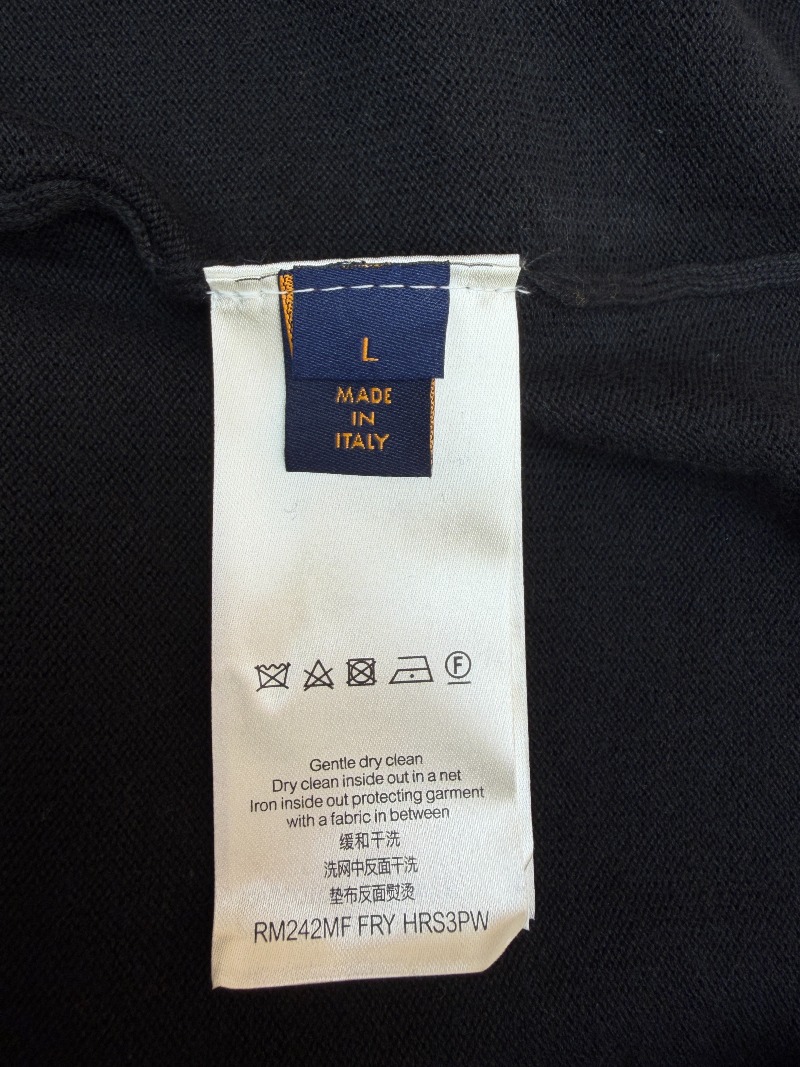 L
MADE
IN
ITALY
F
Gentle dry clean
Dry clean inside out in a net
Iron inside out protecting garment
with a fabric in between
缓和干洗
洗网中反面干洗
垫布反面熨烫
RM242MF FRY HRS3PW